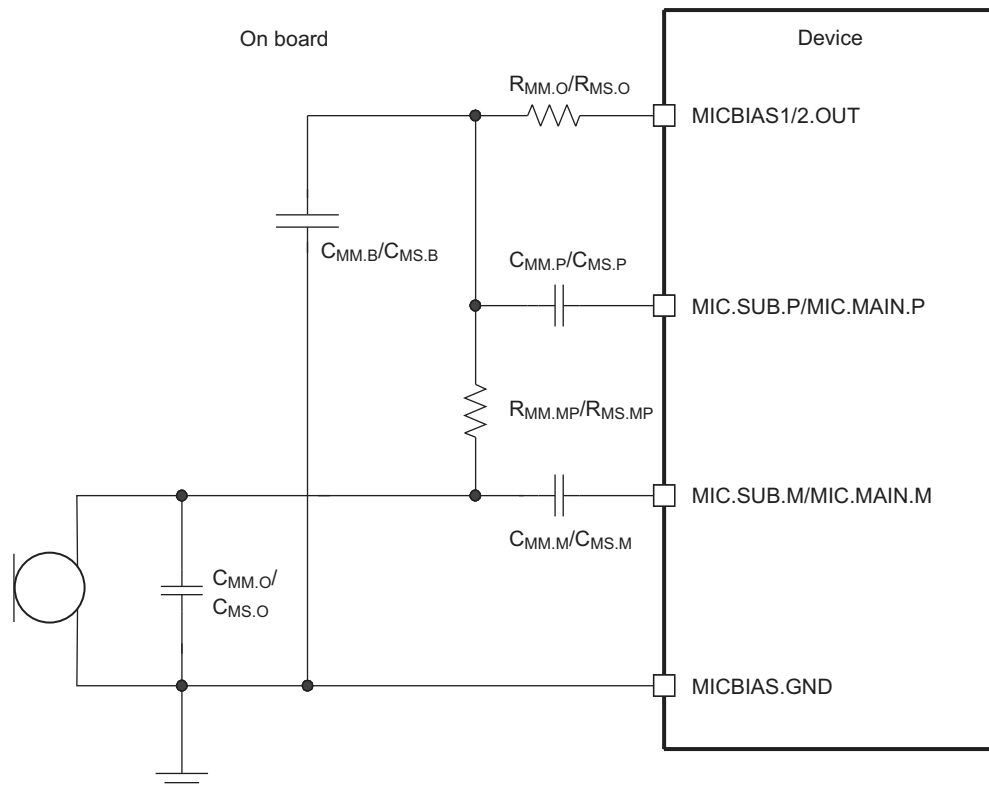 On board
Device
RMM.O/RMS.O
MICBIAS1/2.OUT
CMM.B/CMS.B
CMM.P/CMS.P
MIC.SUB.P/MIC.MAIN.P
RMM.MP/RMS.MP
MIC.SUB.M/MIC.MAIN.M
CMM.M/CMS.M
CMM.O/
CMS.O
MICBIAS.GND